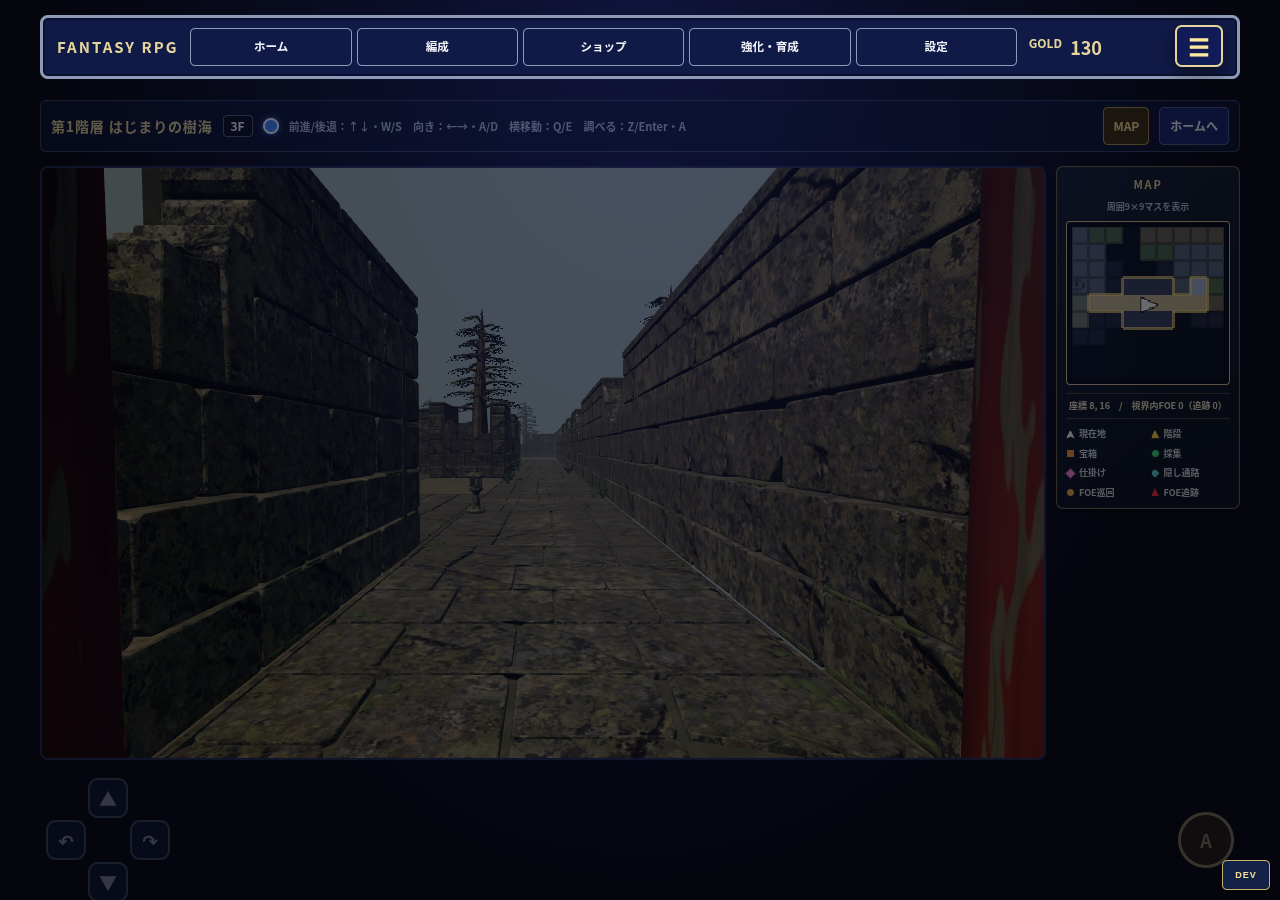 FANTASY RPG ホーム 編成 ショップ 強化・育成 設定 GOLD 130
第1階層 はじまりの樹海 3F 前進/後退：↑↓・W/S 向き：←→・A/D 横移動：Q/E 調べる：Z/Enter・A MAP ホームへ
MAP
周囲9×9マスを表示
座標 8, 16 / 視界内FOE 0（追跡 0）
現在地 階段
宝箱 採集
仕掛け 隠し通路
FOE巡回 FOE追跡
A
DEV